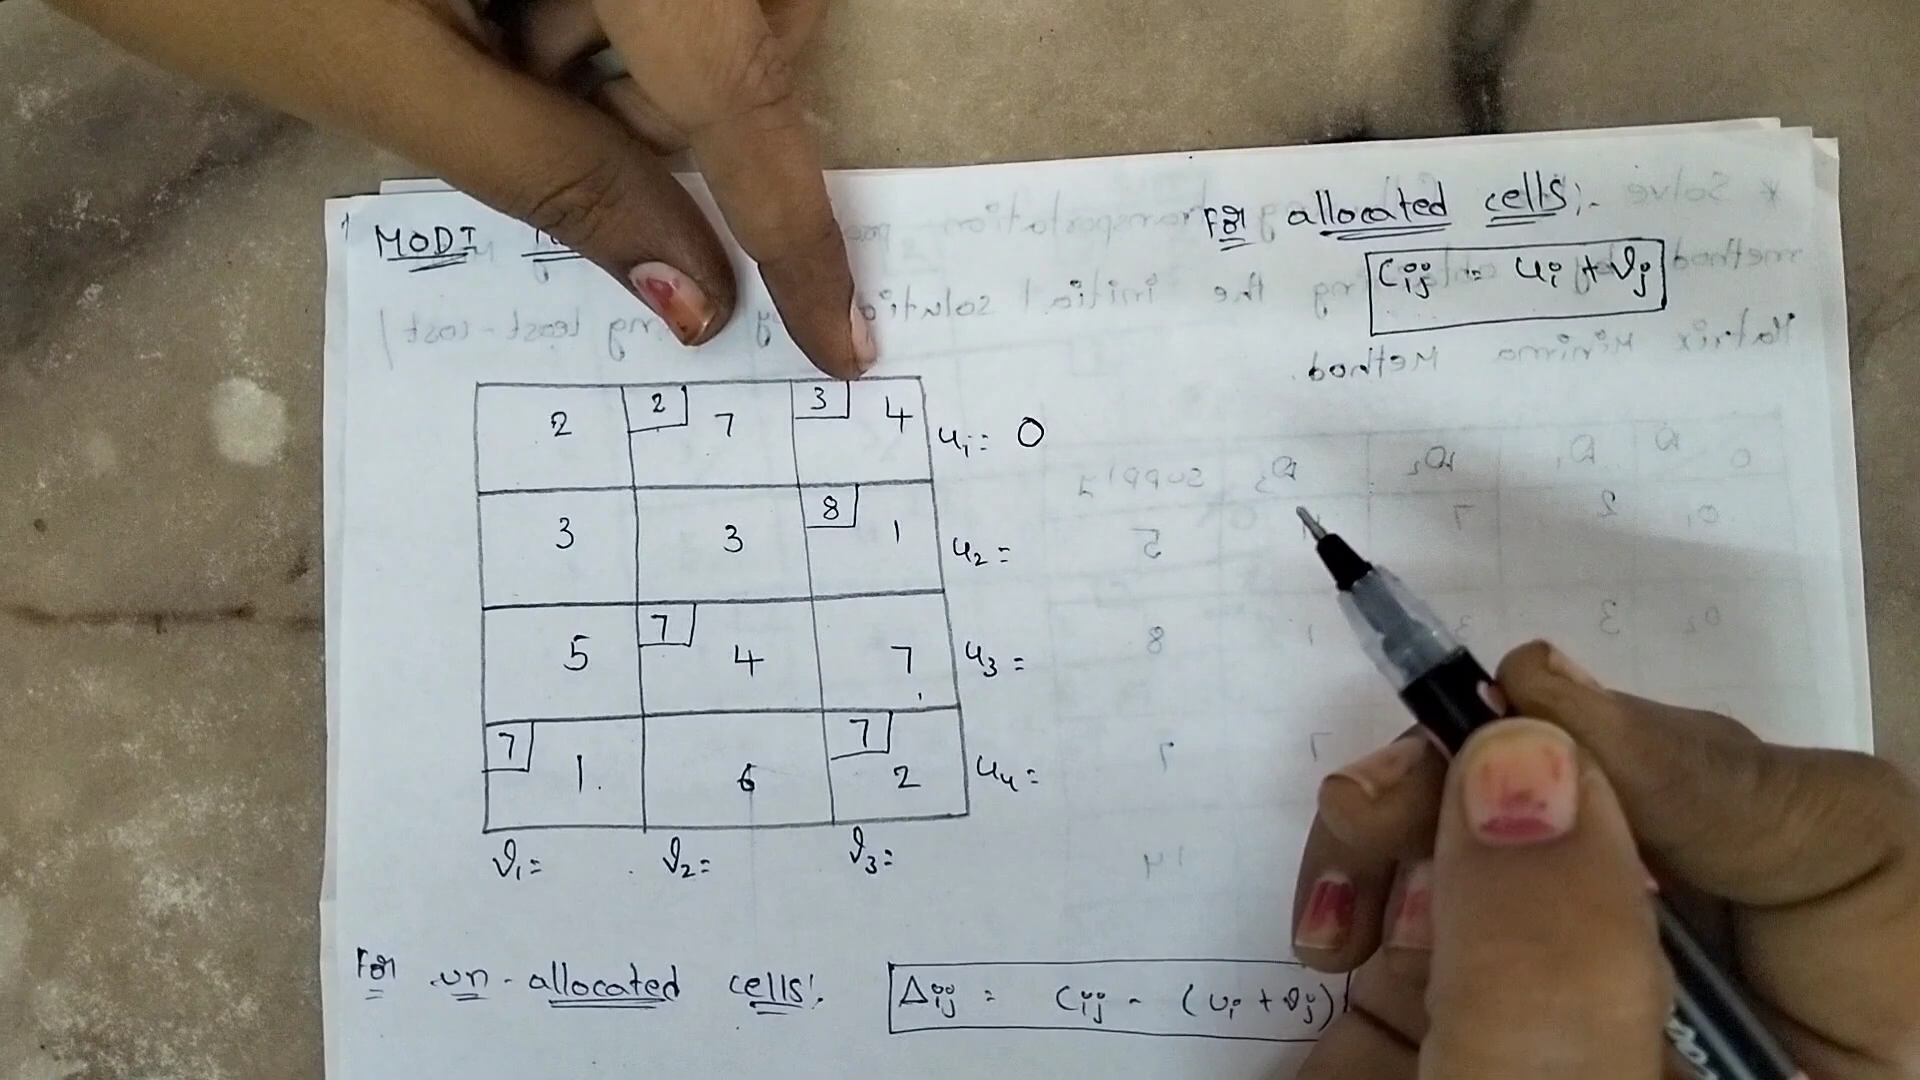 MODI
For allocated cells:-
Cij = ui + vj
2 2 7 3 4 u1= 0
3 3 8 1 u2=
5 7 4 7 u3=
7 1. 6 7 2 u4=
v1= v2= v3=
For un-allocated cells:.
Δij = Cij - (ui + vj)